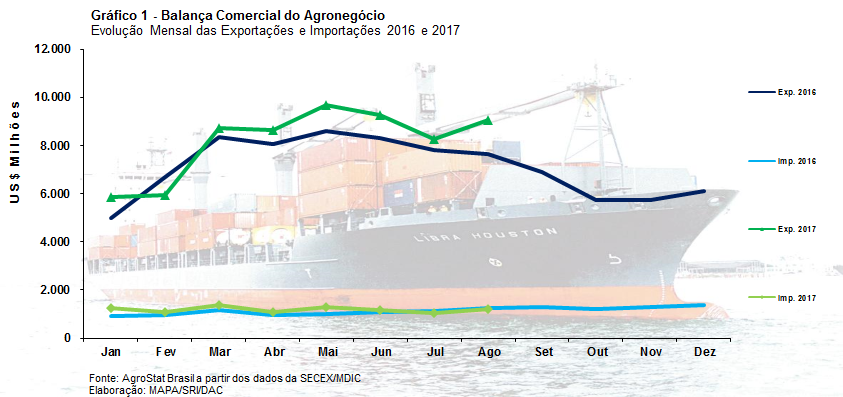 Gráfico 1 - Balança Comercial do Agronegócio
Evolução Mensal das Exportações e Importações 2016 e 2017
US$ Milhões
12.000
10.000
8.000
6.000
4.000
2.000
0
Jan Fev Mar Abr Mai Jun Jul Ago Set Out Nov Dez
Exp. 2016
Imp. 2016
Exp. 2017
Imp. 2017
LIBRA HOUSTON
Fonte: AgroStat Brasil a partir dos dados da SECEX/MDIC
Elaboração: MAPA/SRI/DAC